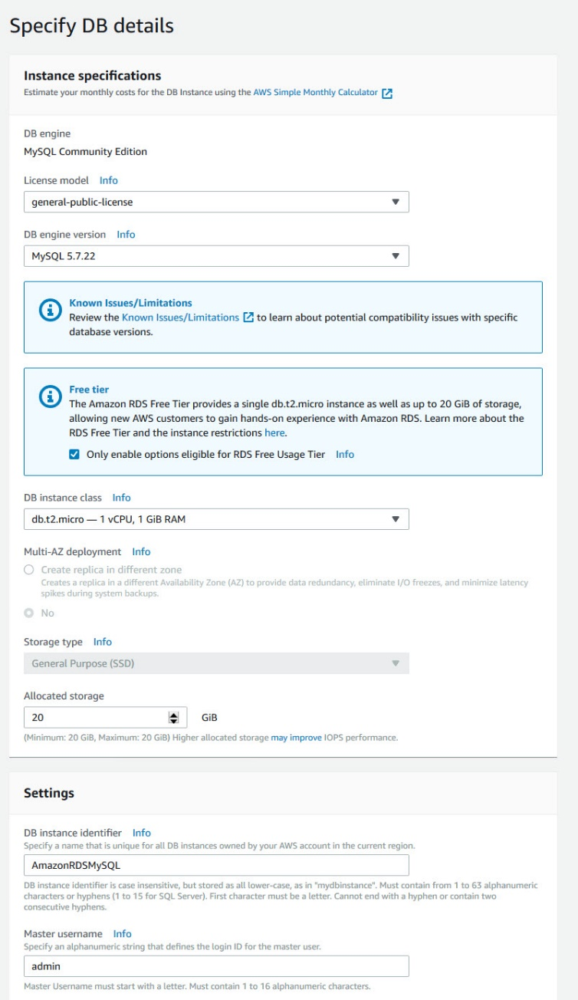 Specify DB details
Instance specifications
Estimate your monthly costs for the DB Instance using the AWS Simple Monthly Calculator
DB engine
MySQL Community Edition
License model Info
general-public-license
DB engine version Info
MySQL 5.7.22
Known Issues/Limitations
Review the Known Issues/Limitations to learn about potential compatibility issues with specific
database versions.
Free tier
The Amazon RDS Free Tier provides a single db.t2.micro instance as well as up to 20 GiB of storage,
allowing new AWS customers to gain hands-on experience with Amazon RDS. Learn more about the
RDS Free Tier and the instance restrictions here.
Only enable options eligible for RDS Free Usage Tier Info
DB instance class Info
db.t2.micro — 1 vCPU, 1 GiB RAM
Multi-AZ deployment Info
Create replica in different zone
Creates a replica in a different Availability Zone (AZ) to provide data redundancy, eliminate I/O freezes, and minimize latency
spikes during system backups.
No
Storage type Info
General Purpose (SSD)
Allocated storage
20 GiB
(Minimum: 20 GiB, Maximum: 20 GiB) Higher allocated storage may improve IOPS performance.
Settings
DB instance identifier Info
Specify a name that is unique for all DB instances owned by your AWS account in the current region.
AmazonRDSMySQL
DB instance identifier is case insensitive, but stored as all lower-case, as in "mydbinstance". Must contain from 1 to 63 alphanumeric
characters or hyphens (1 to 15 for SQL Server). First character must be a letter. Cannot end with a hyphen or contain two
consecutive hyphens.
Master username Info
Specify an alphanumeric string that defines the login ID for the master user.
admin
Master Username must start with a letter. Must contain 1 to 16 alphanumeric characters.